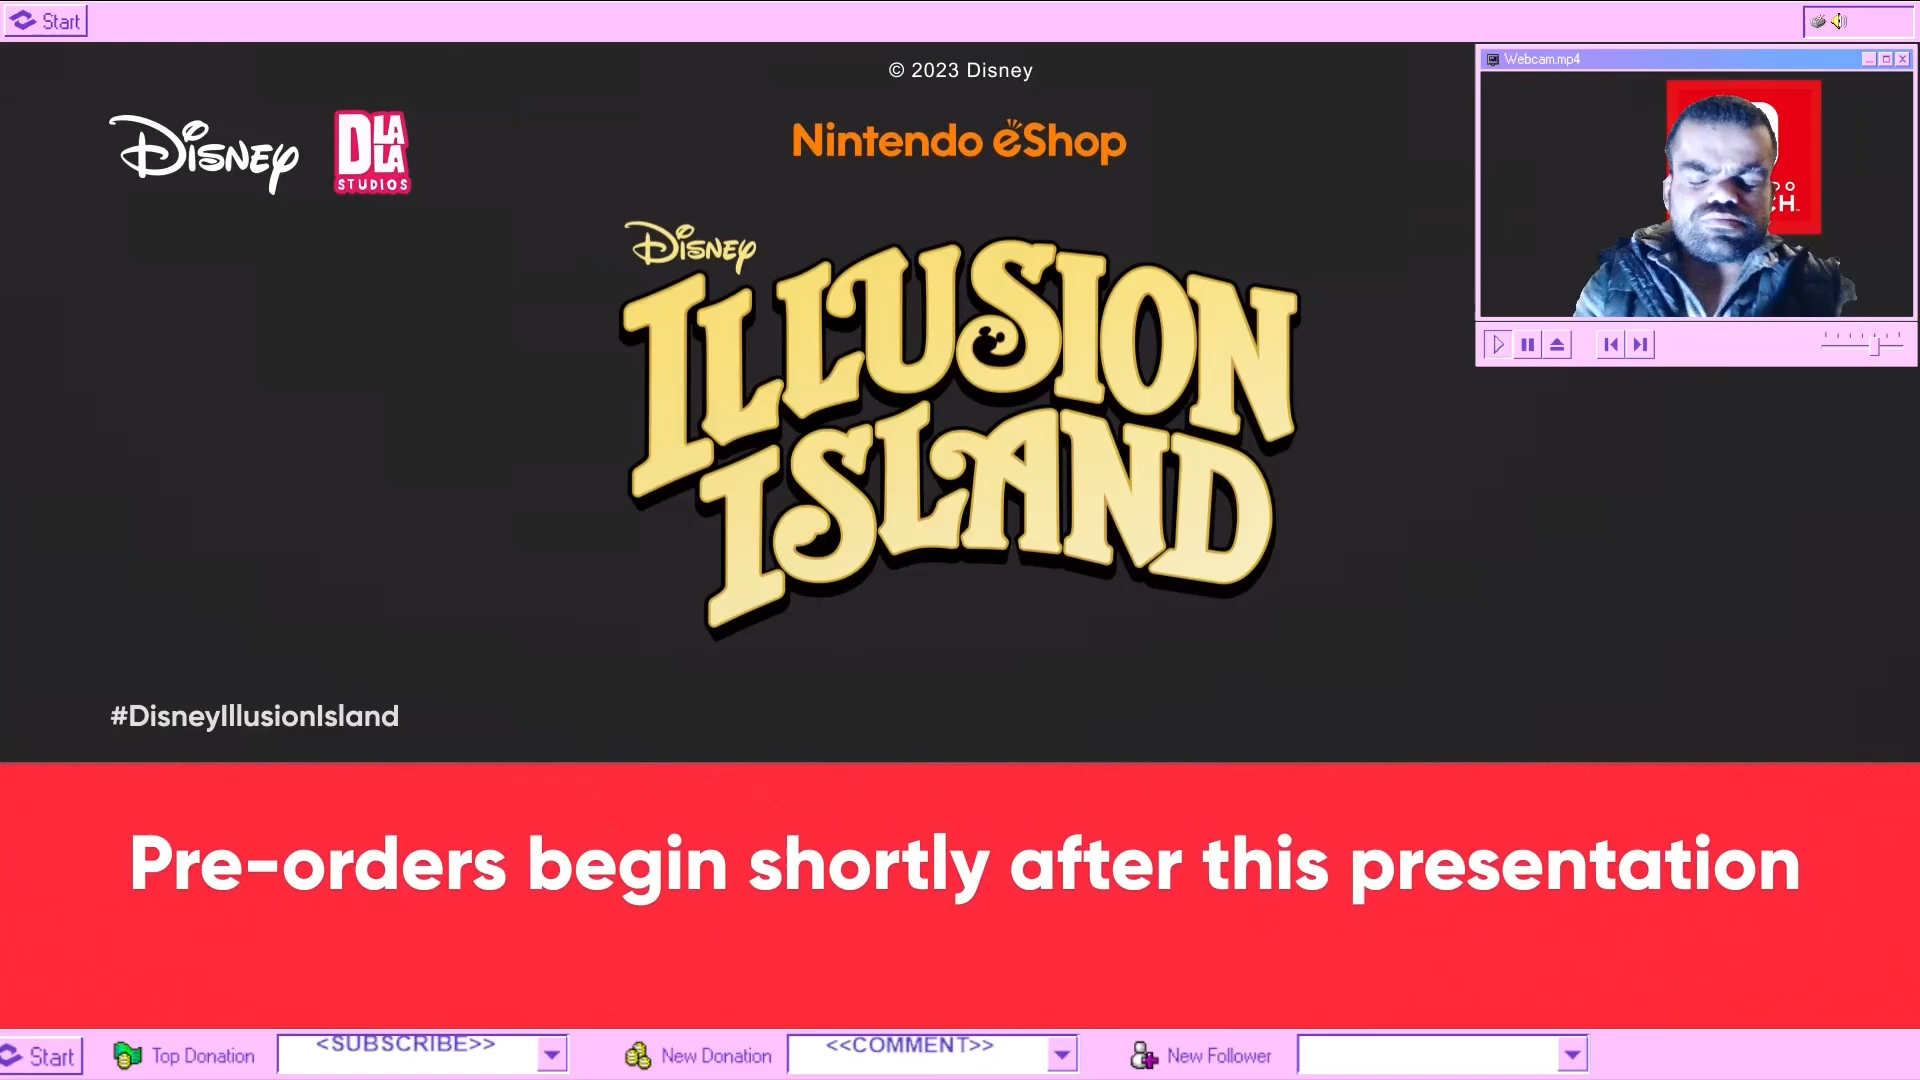 Start
© 2023 Disney
Webcam.mp4
Disney
DLALA
STUDIOS
Nintendo eShop
Disney
ILLUSION
ISLAND
#DisneyIllusionIsland
Pre-orders begin shortly after this presentation
Start
Top Donation
<SUBSCRIBE>>
New Donation
<<COMMENT>>
New Follower